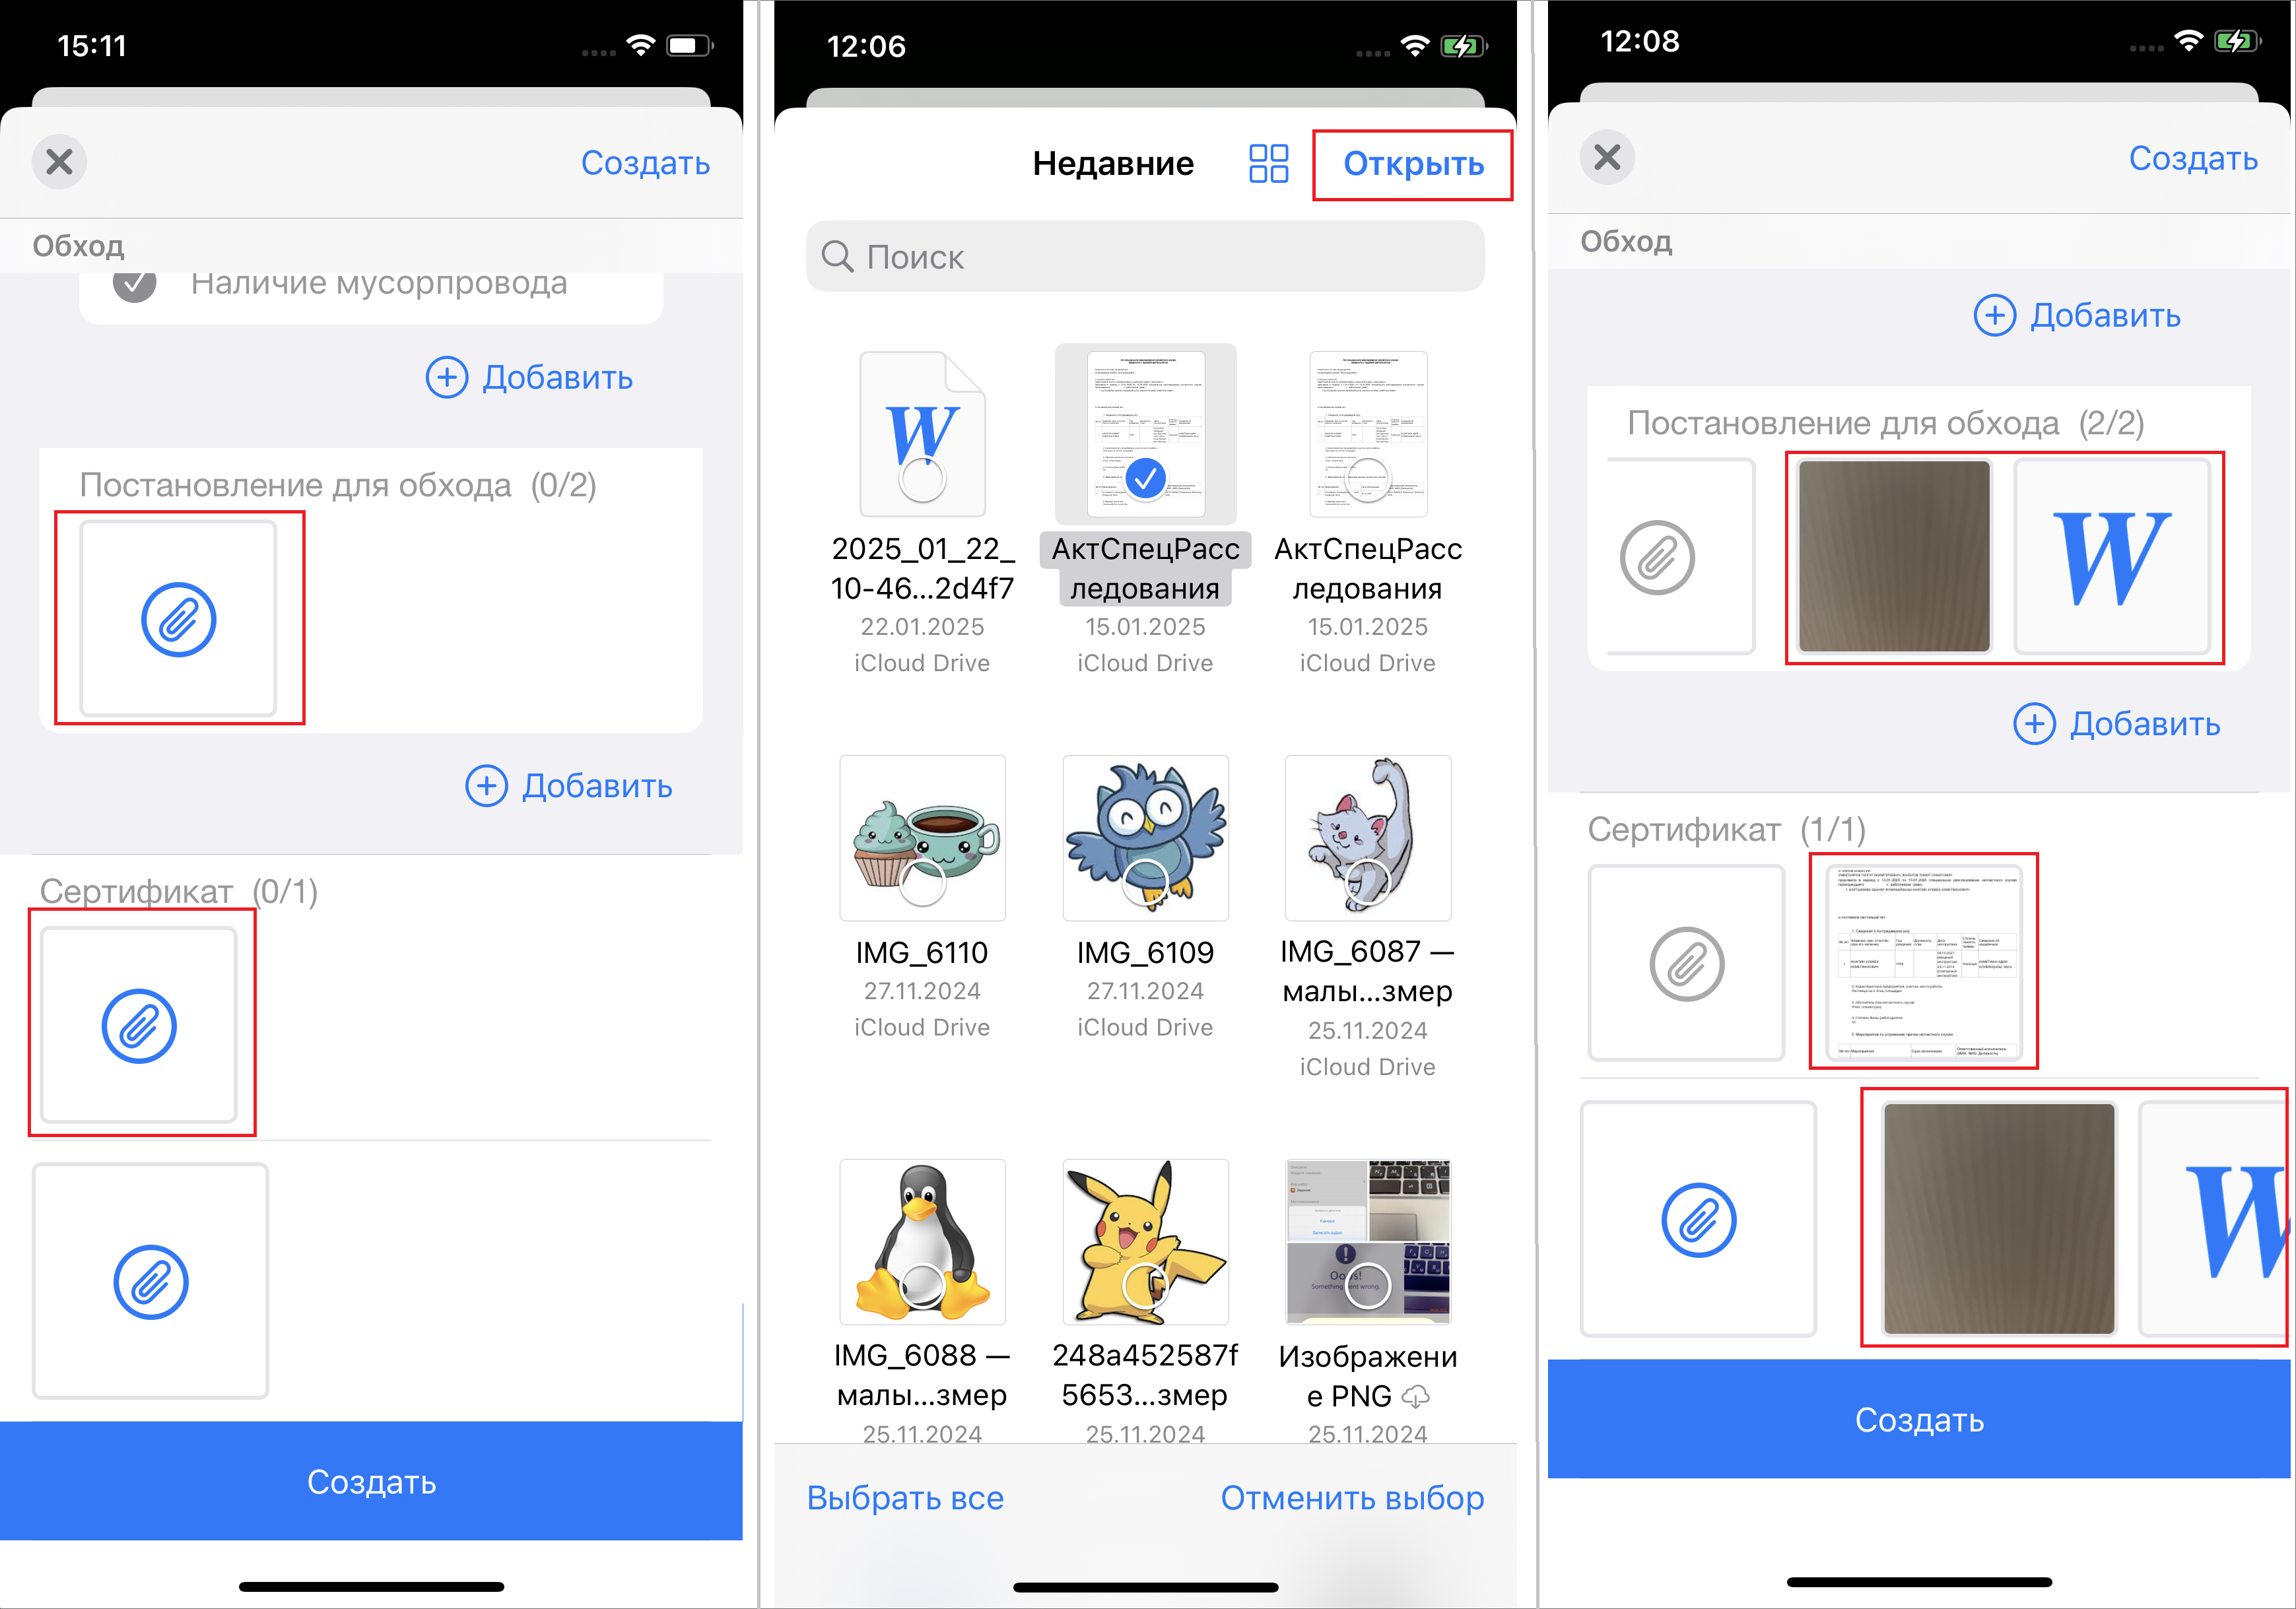 15:11
Создать
Обход
Наличие мусорпровода
Добавить
Постановление для обхода (0/2)
Добавить
Сертификат (0/1)
Создать
12:06
Недавние
Открыть
Поиск
W
2025_01_22_
10-46...2d4f7
22.01.2025
iCloud Drive
АктСпецРасс
ледования
15.01.2025
iCloud Drive
АктСпецРасс
ледования
15.01.2025
iCloud Drive
IMG_6110
27.11.2024
iCloud Drive
IMG_6109
27.11.2024
iCloud Drive
IMG_6087 —
малы...змер
25.11.2024
iCloud Drive
IMG_6088 —
малы...змер
25.11.2024
248a452587f
5653...змер
25.11.2024
Изображени
е PNG
25.11.2024
Выбрать все
Отменить выбор
12:08
Создать
Обход
Добавить
Постановление для обхода (2/2)
W
Добавить
Сертификат (1/1)
W
Создать